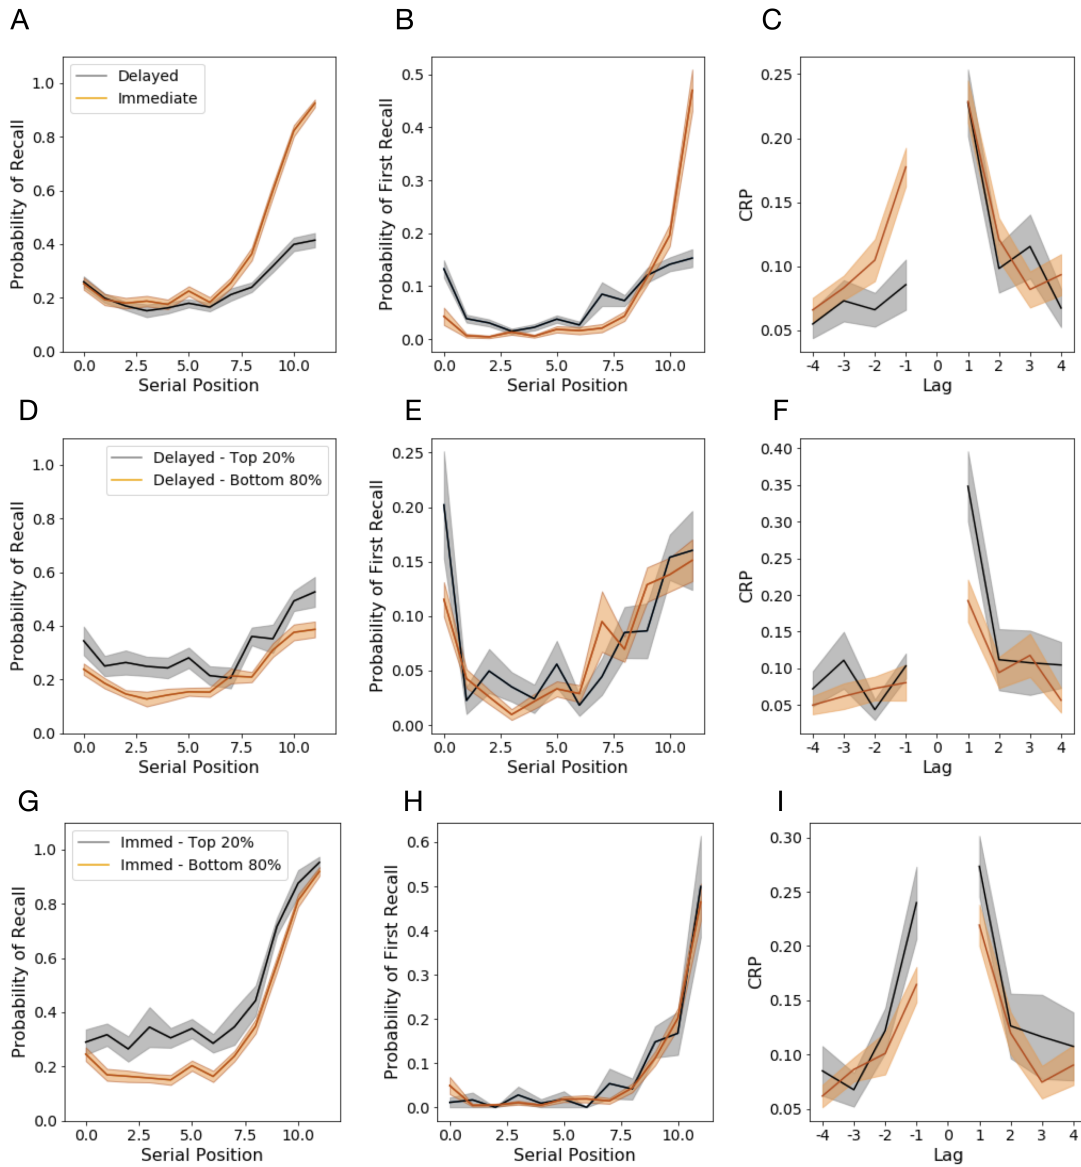 A
B
C
Probability of Recall
1.0
0.8
0.6
0.4
0.2
0.0
Delayed
Immediate
0.0 2.5 5.0 7.5 10.0
Serial Position
Probability of First Recall
0.5
0.4
0.3
0.2
0.1
0.0
0.0 2.5 5.0 7.5 10.0
Serial Position
CRP
0.25
0.20
0.15
0.10
0.05
-4 -3 -2 -1 0 1 2 3 4
Lag
D
E
F
Probability of Recall
1.0
0.8
0.6
0.4
0.2
0.0
Delayed - Top 20%
Delayed - Bottom 80%
0.0 2.5 5.0 7.5 10.0
Serial Position
Probability of First Recall
0.25
0.20
0.15
0.10
0.05
0.00
0.0 2.5 5.0 7.5 10.0
Serial Position
CRP
0.40
0.35
0.30
0.25
0.20
0.15
0.10
0.05
-4 -3 -2 -1 0 1 2 3 4
Lag
G
H
I
Probability of Recall
1.0
0.8
0.6
0.4
0.2
0.0
Immed - Top 20%
Immed - Bottom 80%
0.0 2.5 5.0 7.5 10.0
Serial Position
Probability of First Recall
0.6
0.5
0.4
0.3
0.2
0.1
0.0
0.0 2.5 5.0 7.5 10.0
Serial Position
CRP
0.30
0.25
0.20
0.15
0.10
0.05
-4 -3 -2 -1 0 1 2 3 4
Lag